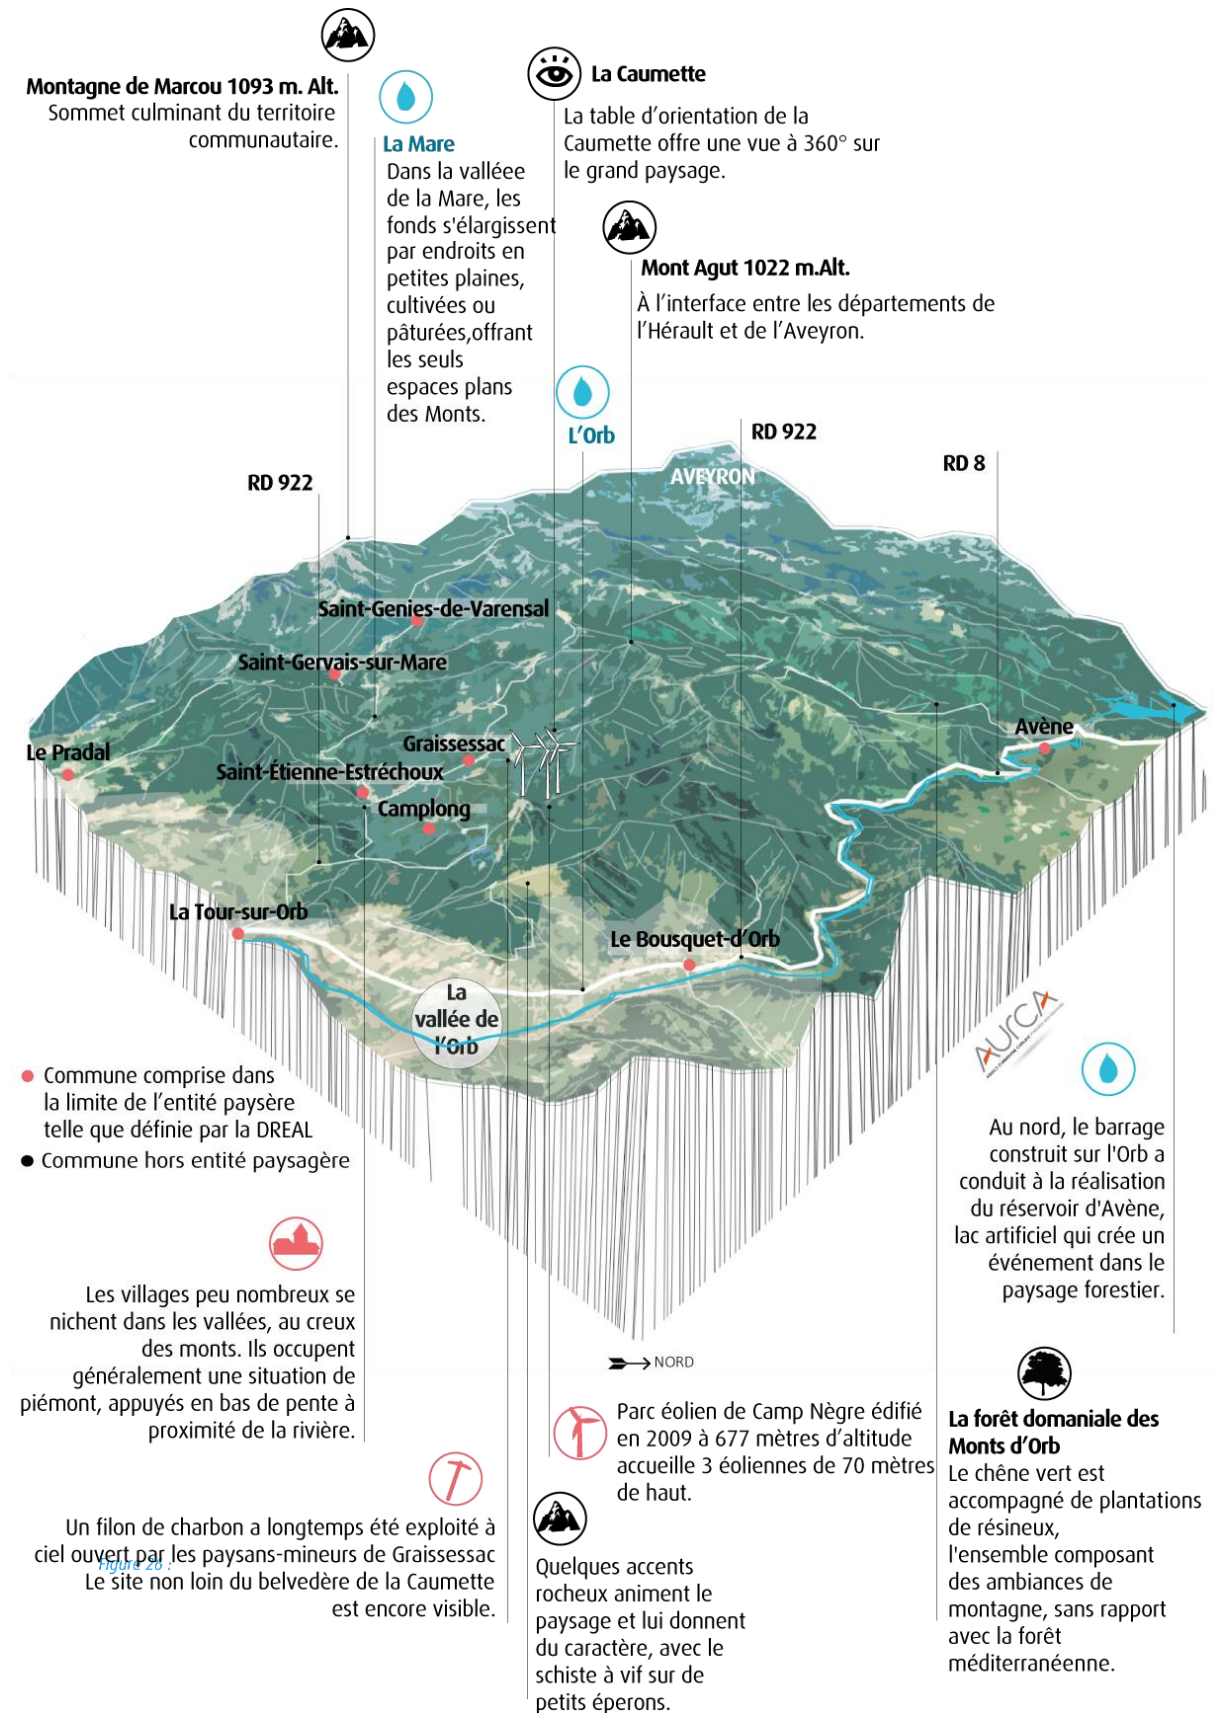 Montagne de Marcou 1093 m. Alt.
Sommet culminant du territoire
communautaire.
La Mare
Dans la valléee
de la Mare, les
fonds s'élargissent
par endroits en
petites plaines,
cultivées ou
pâturées,offrant
les seuls
espaces plans
des Monts.
La Caumette
La table d’orientation de la
Caumette offre une vue à 360° sur
le grand paysage.
Mont Agut 1022 m.Alt.
À l’interface entre les départements de
l’Hérault et de l’Aveyron.
L’Orb
RD 922
RD 8
RD 922
AVEYRON
Saint-Genies-de-Varensal
Saint-Gervais-sur-Mare
Le Pradal
Graissessac
Avène
Saint-Étienne-Estréchoux
Camplong
La Tour-sur-Orb
Le Bousquet-d’Orb
La
vallée de
l’Orb
AURCA
Commune comprise dans
la limite de l’entité paysère
telle que définie par la DREAL
Commune hors entité paysagère
Au nord, le barrage
construit sur l'Orb a
conduit à la réalisation
du réservoir d'Avène,
lac artificiel qui crée un
événement dans le
paysage forestier.
Les villages peu nombreux se
nichent dans les vallées, au creux
des monts. Ils occupent
généralement une situation de
piémont, appuyés en bas de pente à
proximité de la rivière.
NORD
Parc éolien de Camp Nègre édifié
en 2009 à 677 mètres d’altitude
accueille 3 éoliennes de 70 mètres
de haut.
La forêt domaniale des
Monts d’Orb
Le chêne vert est
accompagné de plantations
de résineux,
l'ensemble composant
des ambiances de
montagne, sans rapport
avec la forêt
méditerranéenne.
Un filon de charbon a longtemps été exploité à
ciel ouvert par les paysans-mineurs de Graissessac
Figure 26 :
Le site non loin du belvedère de la Caumette
est encore visible.
Quelques accents
rocheux animent le
paysage et lui donnent
du caractère, avec le
schiste à vif sur de
petits éperons.